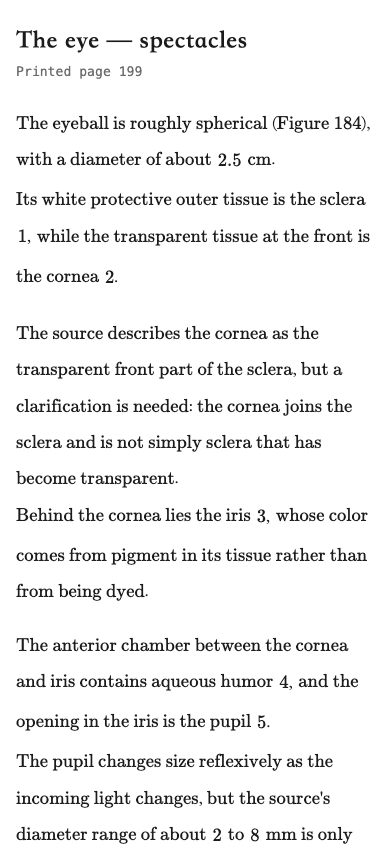 The eye — spectacles
Printed page 199
The eyeball is roughly spherical (Figure 184),
with a diameter of about 2.5 cm.
Its white protective outer tissue is the sclera
1, while the transparent tissue at the front is
the cornea 2.
The source describes the cornea as the
transparent front part of the sclera, but a
clarification is needed: the cornea joins the
sclera and is not simply sclera that has
become transparent.
Behind the cornea lies the iris 3, whose color
comes from pigment in its tissue rather than
from being dyed.
The anterior chamber between the cornea
and iris contains aqueous humor 4, and the
opening in the iris is the pupil 5.
The pupil changes size reflexively as the
incoming light changes, but the source's
diameter range of about 2 to 8 mm is only